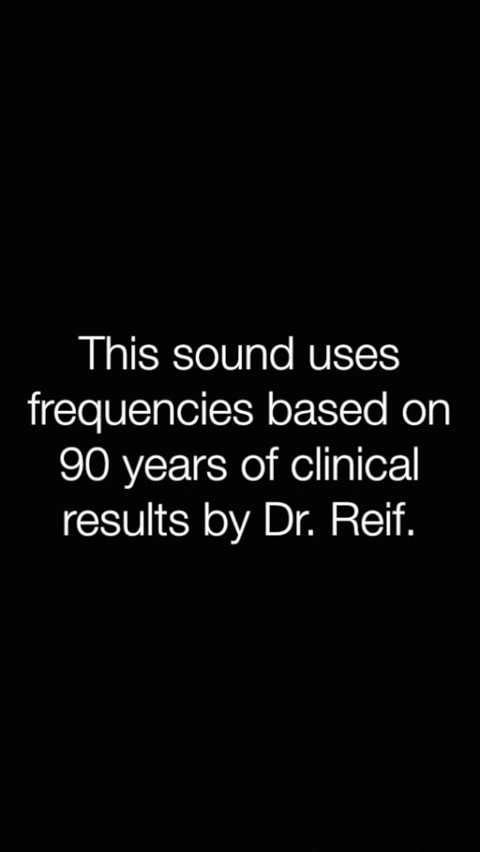 This sound uses
frequencies based on
90 years of clinical
results by Dr. Reif.